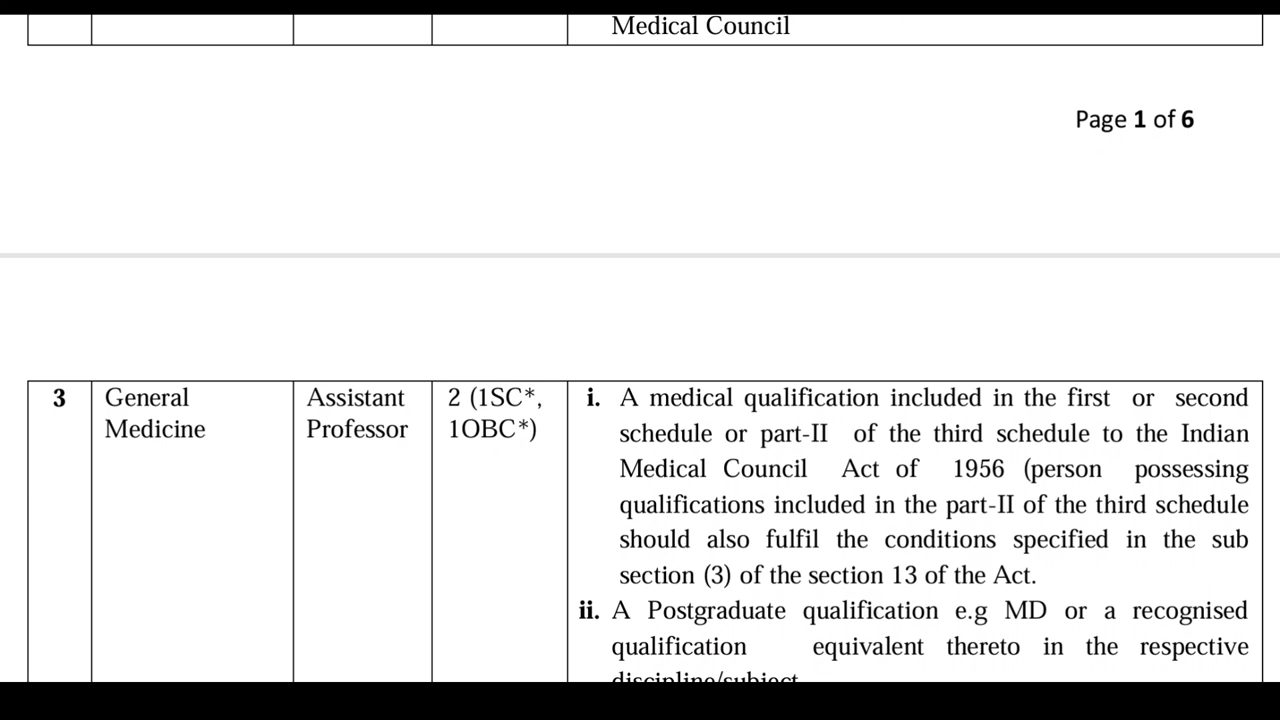 Medical Council
Page 1 of 6
3 General Assistant 2 (1SC*, i. A medical qualification included in the first or second
Medicine Professor 1OBC*) schedule or part-II of the third schedule to the Indian
Medical Council Act of 1956 (person possessing
qualifications included in the part-II of the third schedule
should also fulfil the conditions specified in the sub
section (3) of the section 13 of the Act.
ii. A Postgraduate qualification e.g MD or a recognised
qualification equivalent thereto in the respective
discipline/subject